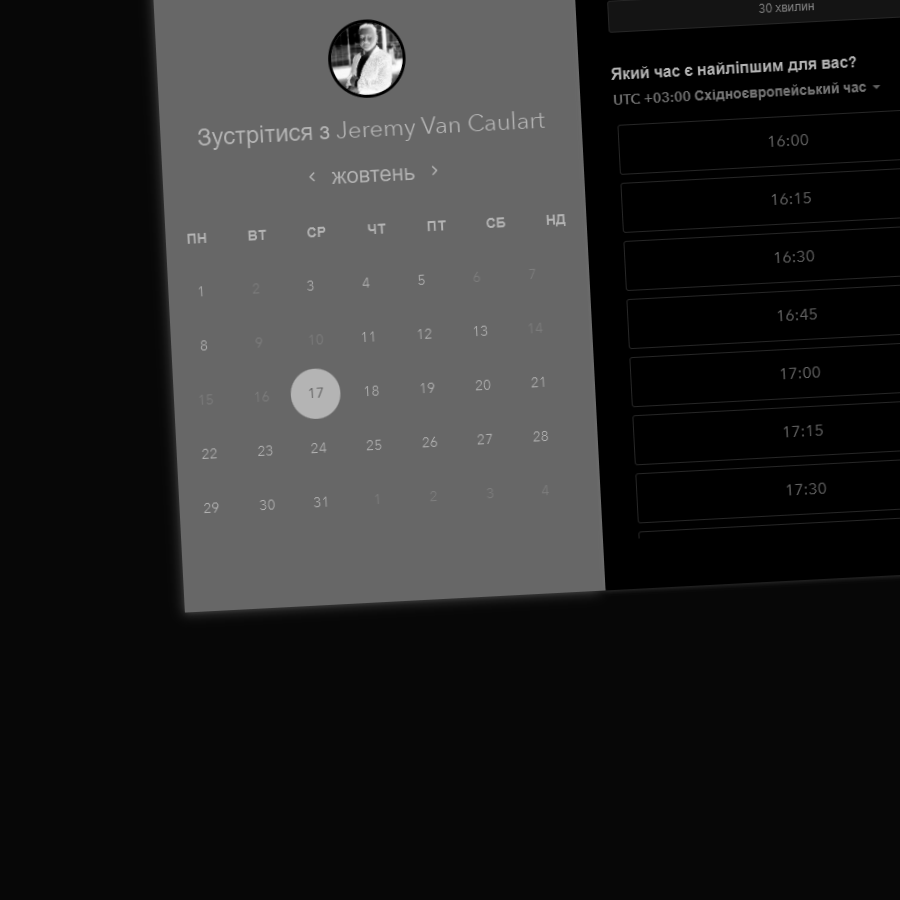 Зустрітися з Jeremy Van Caulart
жовтень
ПН ВТ СР ЧТ ПТ СБ НД
1 2 3 4 5 6 7
8 9 10 11 12 13 14
15 16 17 18 19 20 21
22 23 24 25 26 27 28
29 30 31 1 2 3 4
30 хвилин
Який час є найліпшим для вас?
UTC +03:00 Східноєвропейський час
16:00
16:15
16:30
16:45
17:00
17:15
17:30